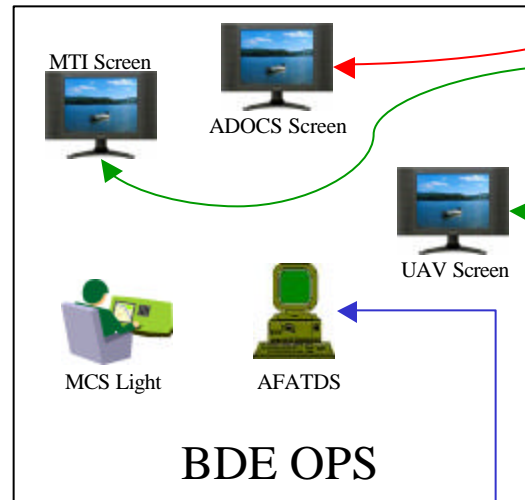 MTI Screen
ADOCS Screen
UAV Screen
MCS Light
AFATDS
BDE OPS